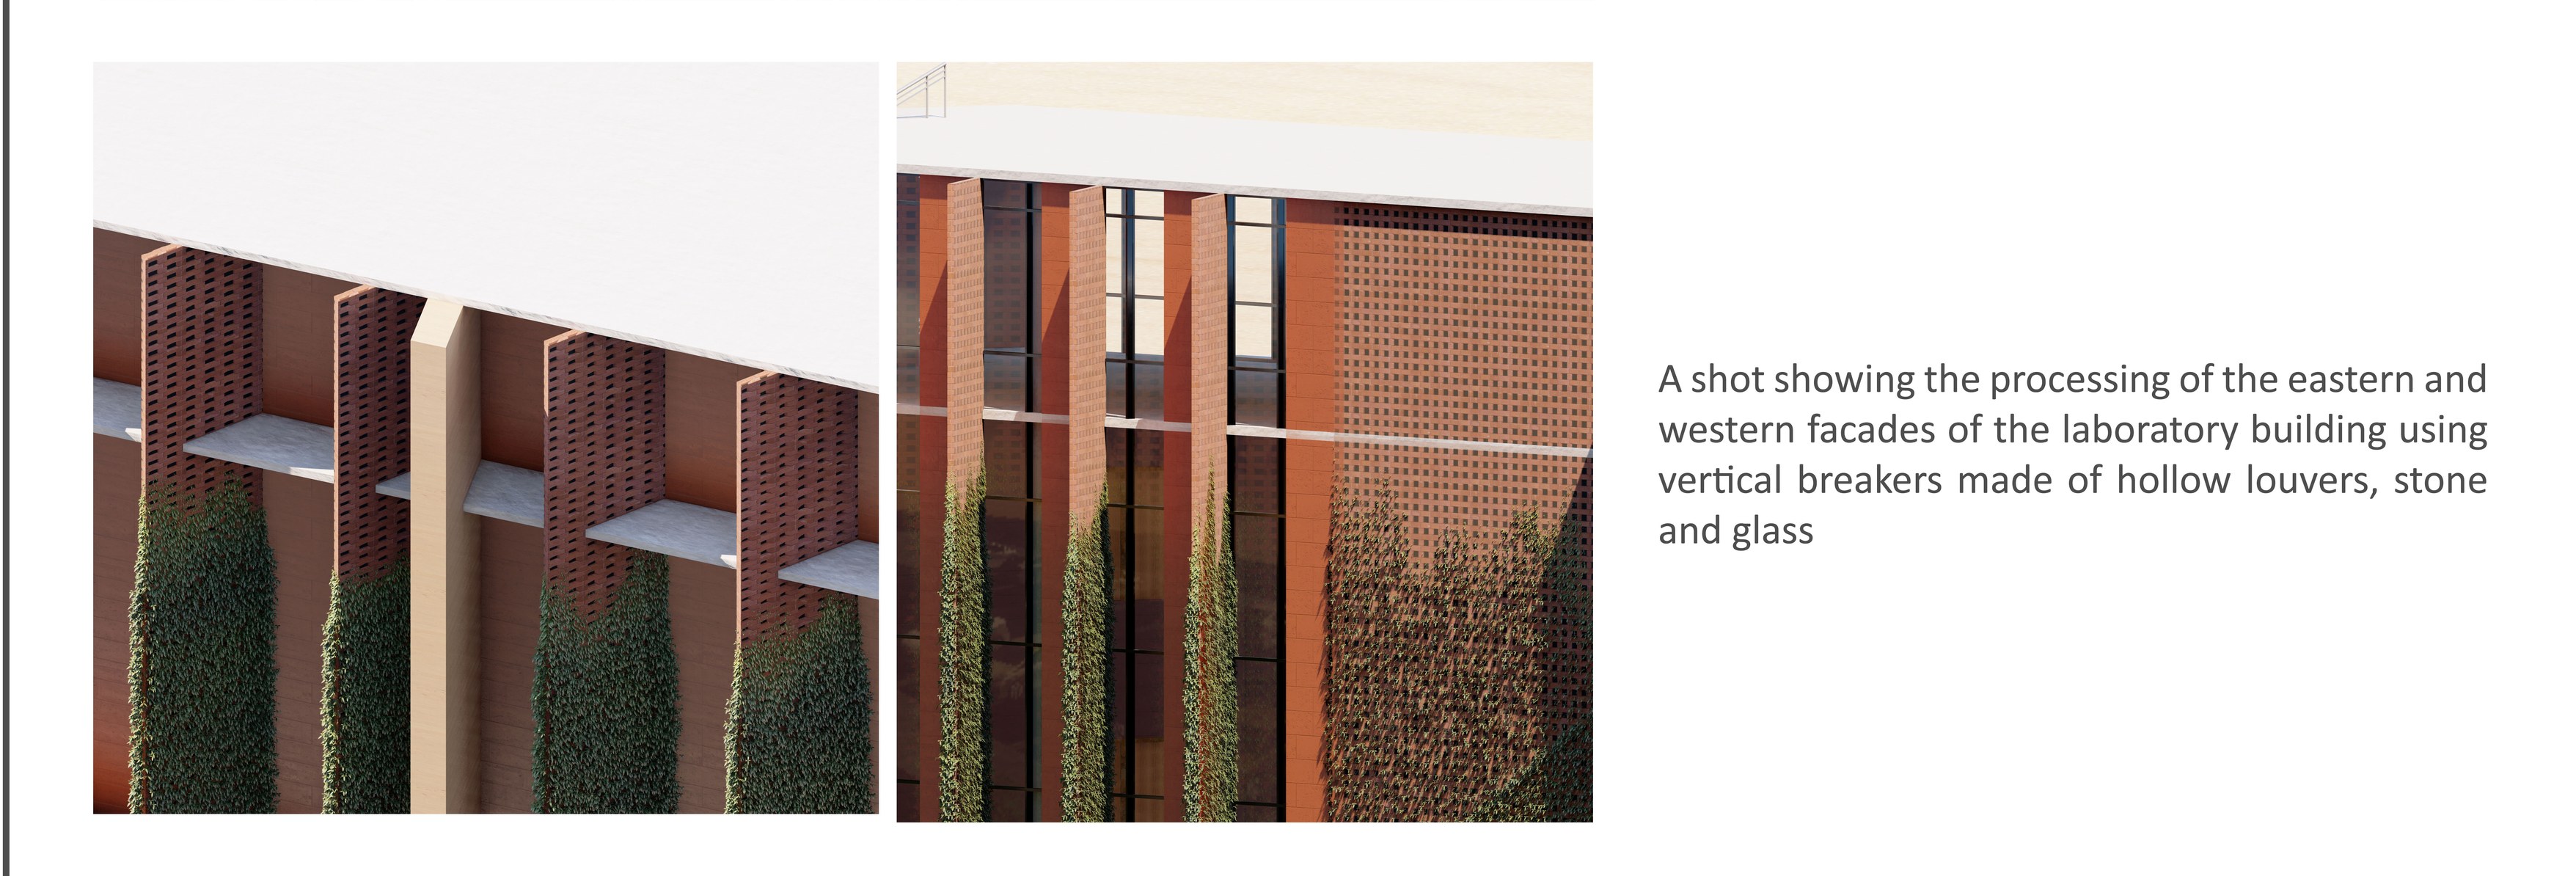 A shot showing the processing of the eastern and
western facades of the laboratory building using
vertical breakers made of hollow louvers, stone
and glass